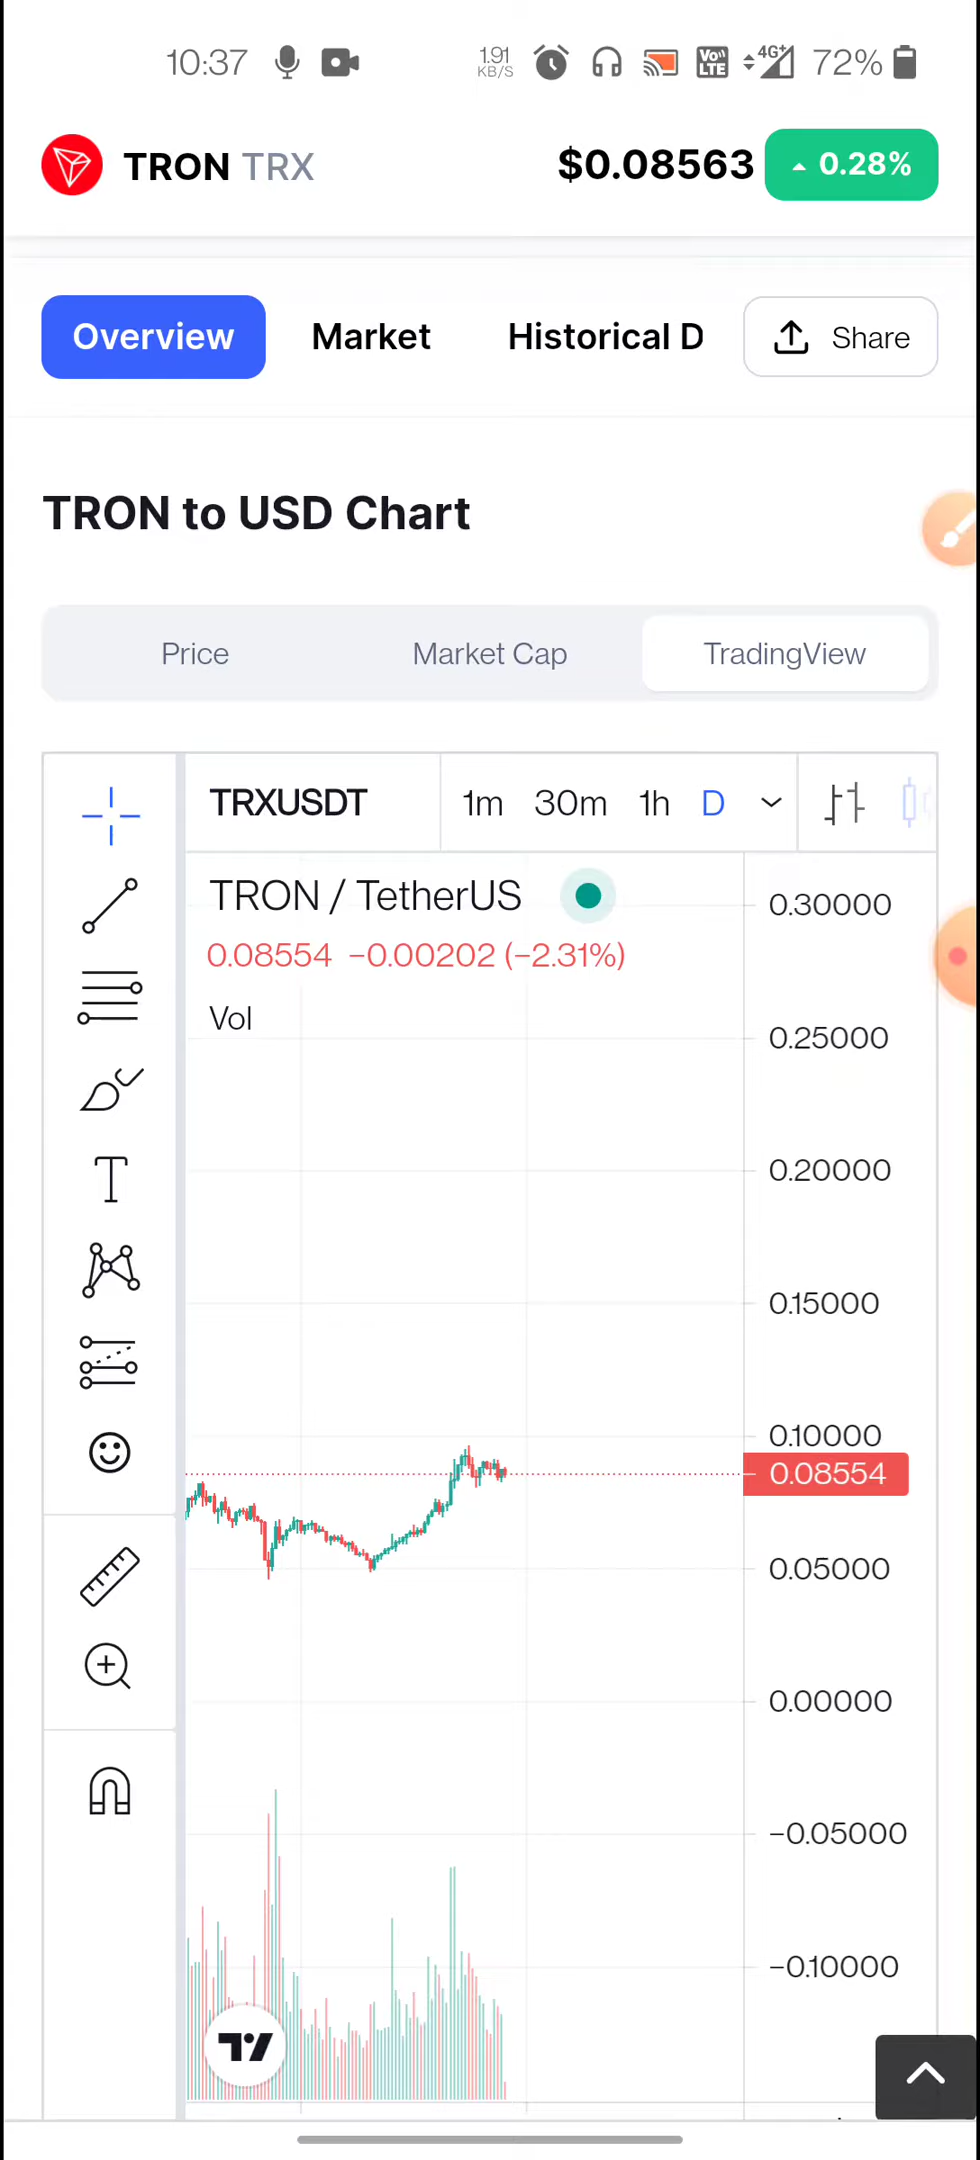 10:37 1.91 KB/S Vo)) LTE 4G+ 72%
TRON TRX $0.08563 0.28%
Overview Market Historical D Share
TRON to USD Chart
Price Market Cap TradingView
TRXUSDT 1m 30m 1h D
TRON / TetherUS
0.08554 −0.00202 (−2.31%)
Vol
0.30000
0.25000
0.20000
0.15000
0.10000
0.08554
0.05000
0.00000
−0.05000
−0.10000